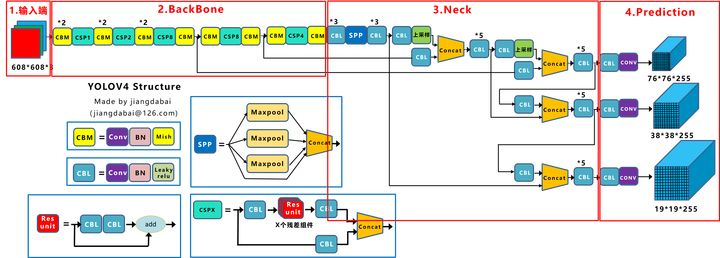 1.输入端
2.BackBone
3.Neck
4.Prediction
*2 *2
CBM CSP1 CBM CSP2 CBM CSP8 CBM CSP8 CBM CSP4 CBM
608*608*3
*3 *3
CBL SPP CBL CBL 上采样
CBL
Concat
*5
CBL CBL 上采样
CBL
Concat
*5
CBL CBL CONV
76*76*255
CBL
Concat
*5
CBL CBL CONV
38*38*255
CBL
Concat
*5
CBL CBL CONV
19*19*255
YOLOV4 Structure
Made by jiangdabai
(jiangdabai@126.com)
CBM = Conv BN Mish
CBL = Conv BN Leaky relu
SPP =
Maxpool
Maxpool
Maxpool
Concat
Res unit = CBL CBL add
CSPX = CBL Res unit CBL
X个残差组件
CBL
Concat